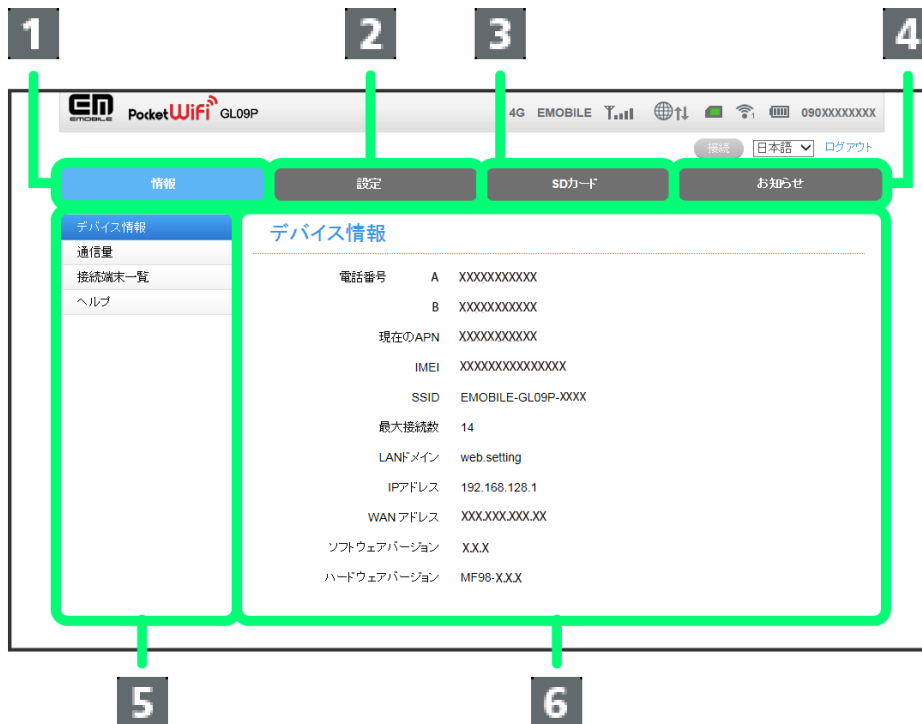 1 2 3 4
EM EMOBILE Pocket WiFi GL09P 4G EMOBILE 1 090XXXXXXXX
接続 日本語 ログアウト
情報 設定 SDカード お知らせ
デバイス情報
通信量
接続端末一覧
ヘルプ
デバイス情報
電話番号 A XXXXXXXXXXX
B XXXXXXXXXXX
現在のAPN XXXXXXXXXXX
IMEI XXXXXXXXXXXXXXX
SSID EMOBILE-GL09P-XXXX
最大接続数 14
LANドメイン web.setting
IPアドレス 192.168.128.1
WAN アドレス XXX.XXX.XXX.XX
ソフトウェアバージョン X.X.X
ハードウェアバージョン MF98-X.X.X
5 6